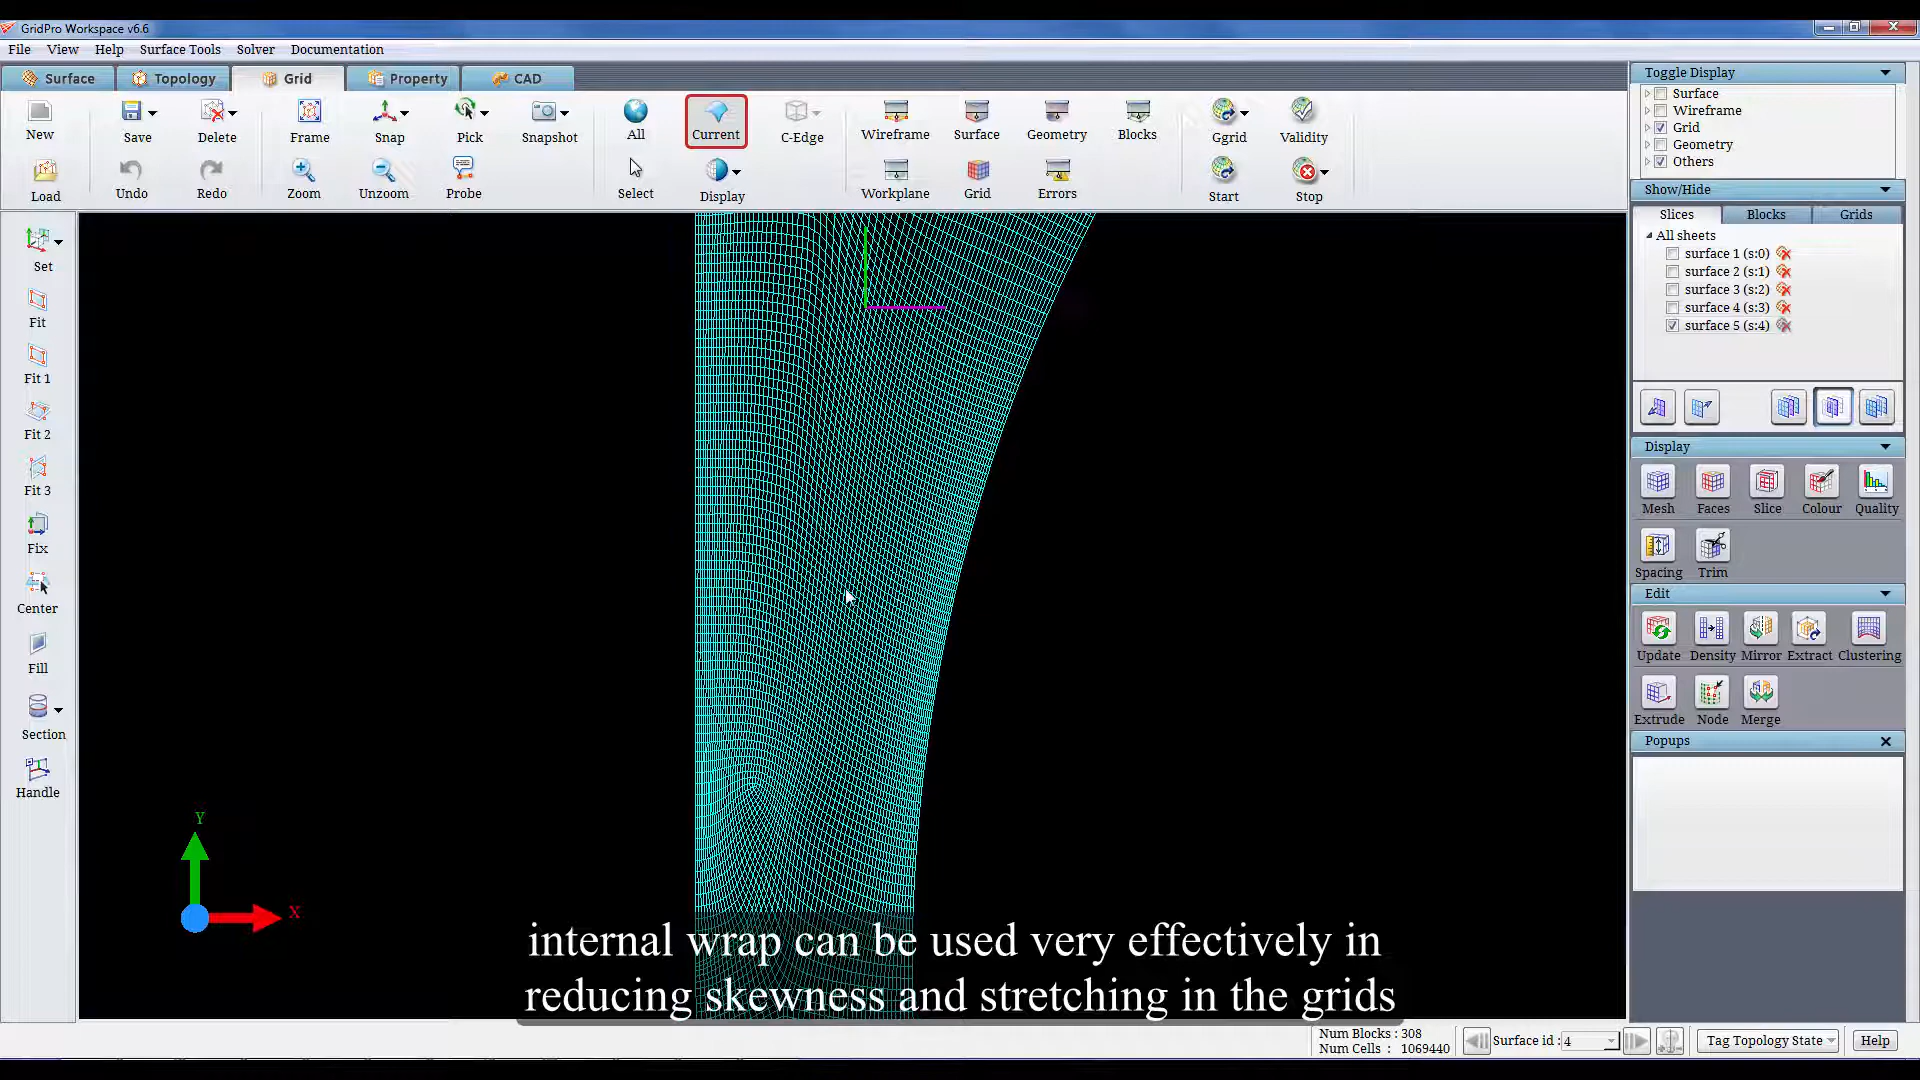 GridPro Workspace v6.6
File View Help Surface Tools Solver Documentation
Surface Topology Grid Property CAD
New Save Delete Frame Snap Pick Snapshot All Current C-Edge Wireframe Surface Geometry Blocks Ggrid Validity
Load Undo Redo Zoom Unzoom Probe Select Display Workplane Grid Errors Start Stop
Set
Fit
Fit 1
Fit 2
Fit 3
Fix
Center
Fill
Section
Handle
Y
X
internal wrap can be used very effectively in
reducing skewness and stretching in the grids
Toggle Display
Surface
Wireframe
Grid
Geometry
Others
Show/Hide
Slices Blocks Grids
All sheets
surface 1 (s:0)
surface 2 (s:1)
surface 3 (s:2)
surface 4 (s:3)
surface 5 (s:4)
Display
Mesh Faces Slice Colour Quality
Spacing Trim
Edit
Update Density Mirror Extract Clustering
Extrude Node Merge
Popups
Num Blocks : 308
Num Cells : 1069440
Surface id : 4
Tag Topology State
Help